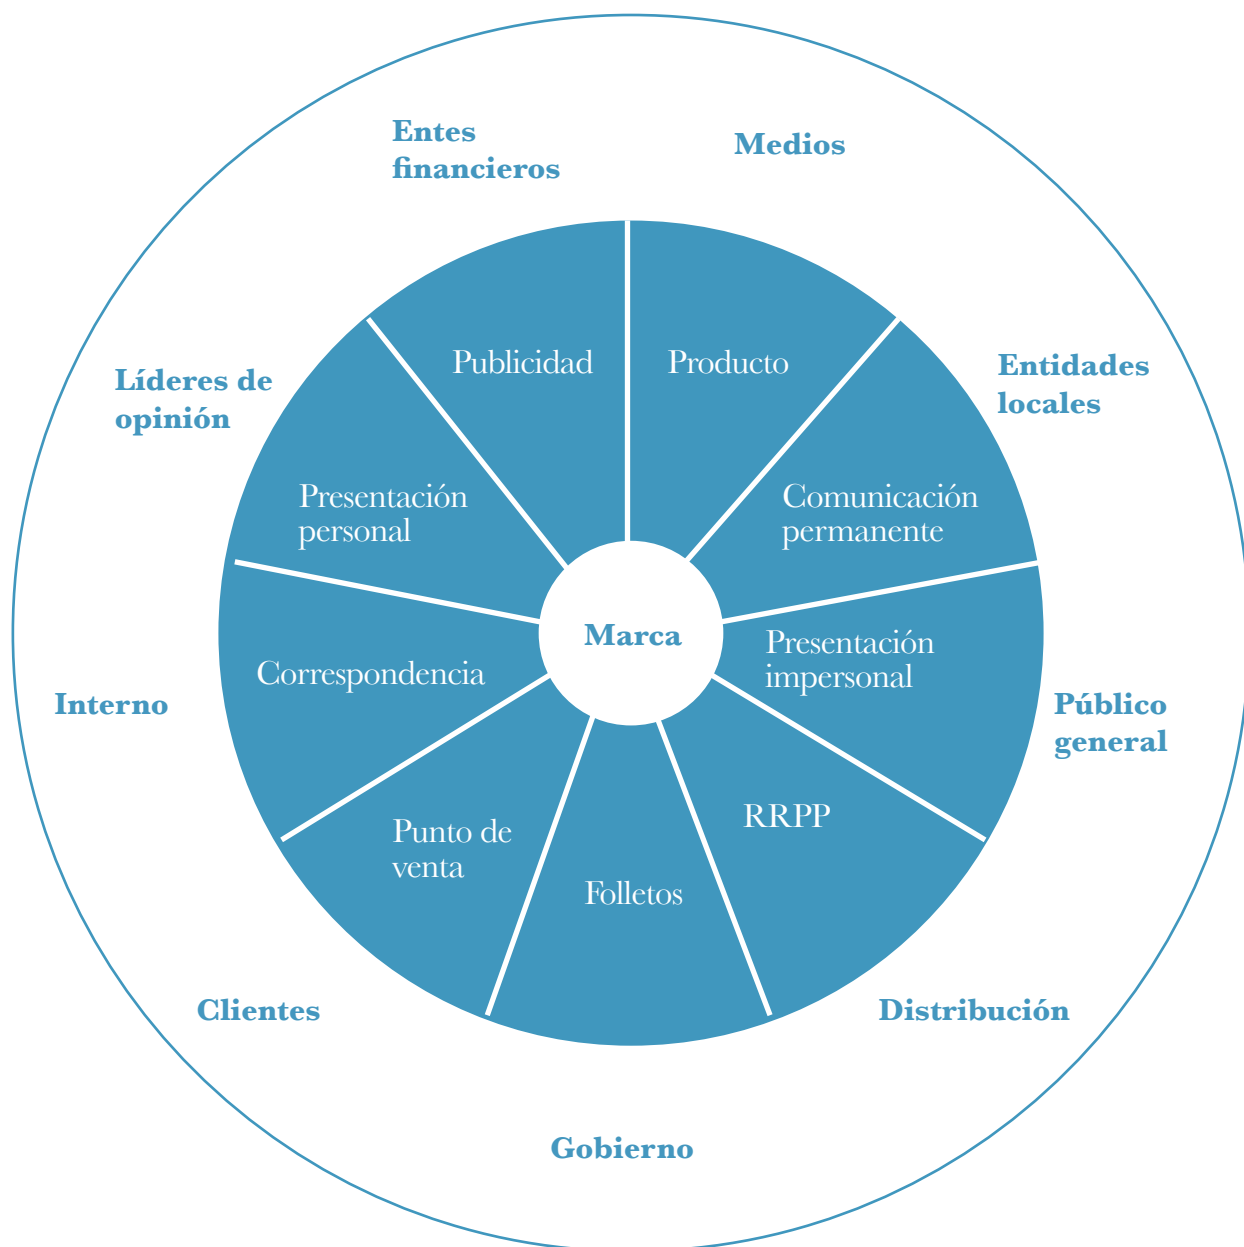 Entes
financieros
Medios
Líderes de
opinión
Entidades
locales
Publicidad
Producto
Presentación
personal
Comunicación
permanente
Marca
Correspondencia
Presentación
impersonal
Interno
Público
general
Punto de
venta
RRPP
Folletos
Clientes
Distribución
Gobierno